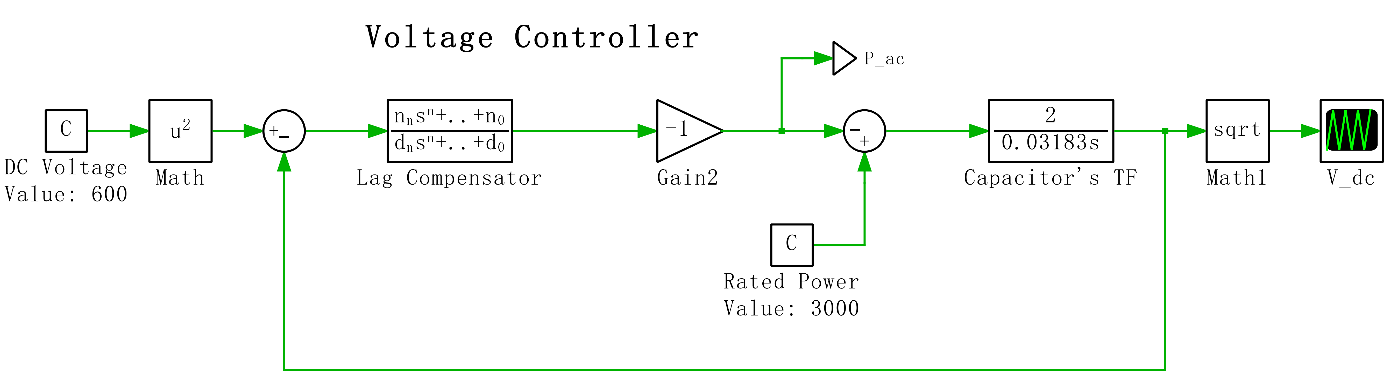 Voltage Controller
P_ac
C
u²
+
−
nₙsⁿ+..+n₀
dₙsⁿ+..+d₀
-1
−
+
2
0.03183s
sqrt
DC Voltage
Value: 600
Math
Lag Compensator
Gain2
Capacitor's TF
Math1
V_dc
C
Rated Power
Value: 3000